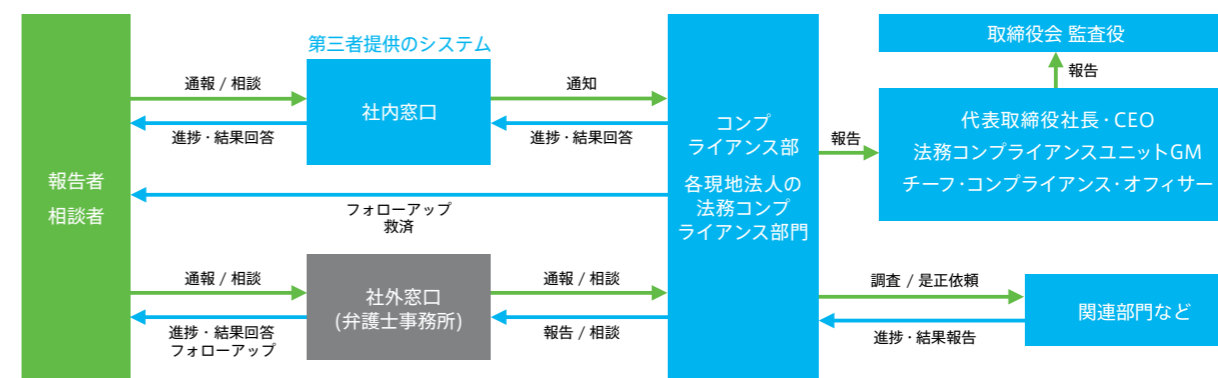 報告者
相談者
第三者提供のシステム
通報 / 相談
社内窓口
進捗・結果回答
通知
進捗・結果回答
フォローアップ
救済
通報 / 相談
社外窓口
(弁護士事務所)
進捗・結果回答
フォローアップ
通報 / 相談
報告 / 相談
コンプ
ライアンス部
各現地法人の
法務コンプ
ライアンス部門
報告
取締役会 監査役
報告
代表取締役社長・CEO
法務コンプライアンスユニットGM
チーフ・コンプライアンス・オフィサー
調査 / 是正依頼
進捗・結果報告
関連部門など